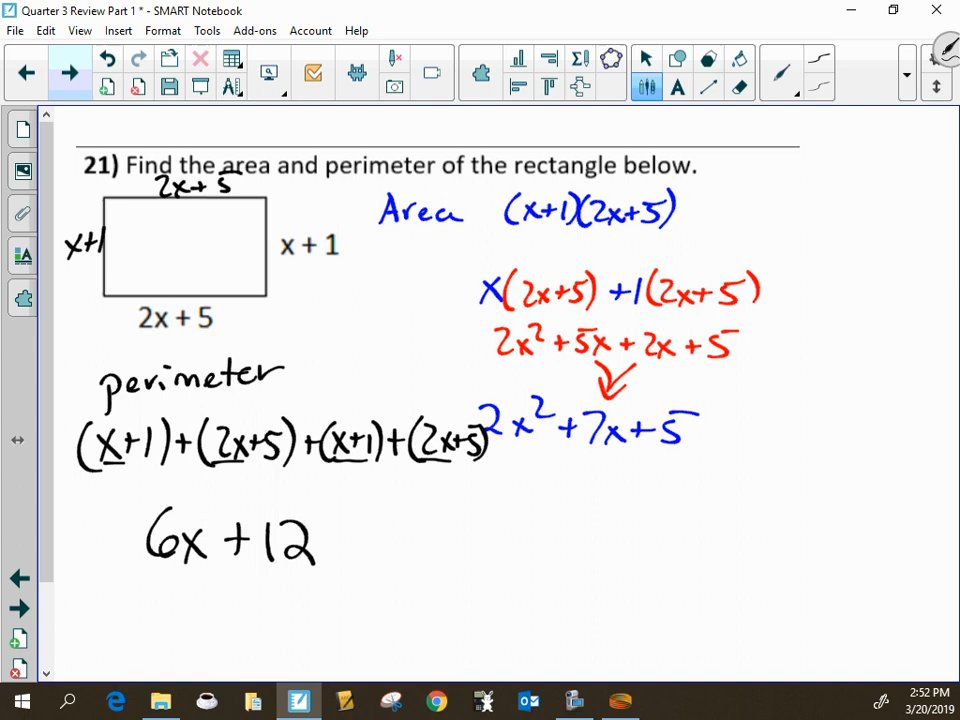 Quarter 3 Review Part 1 * - SMART Notebook
File Edit View Insert Format Tools Add-ons Account Help
21) Find the area and perimeter of the rectangle below.
2x + 5
x+1
x + 1
2x + 5
Area (x+1)(2x+5)
x(2x+5) +1(2x+5)
2x² + 5x + 2x + 5
2x² + 7x + 5
perimeter
(x+1)+(2x+5)+(x+1)+(2x+5)
6x + 12
2:52 PM
3/20/2019